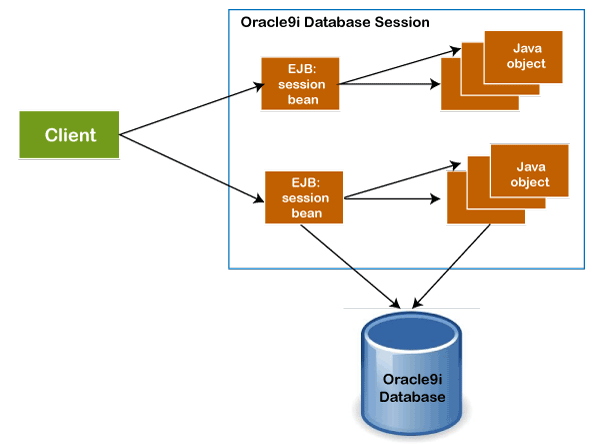 Oracle9i Database Session
EJB:
session
bean
Java
object
Client
EJB:
session
bean
Java
object
Oracle9i
Database